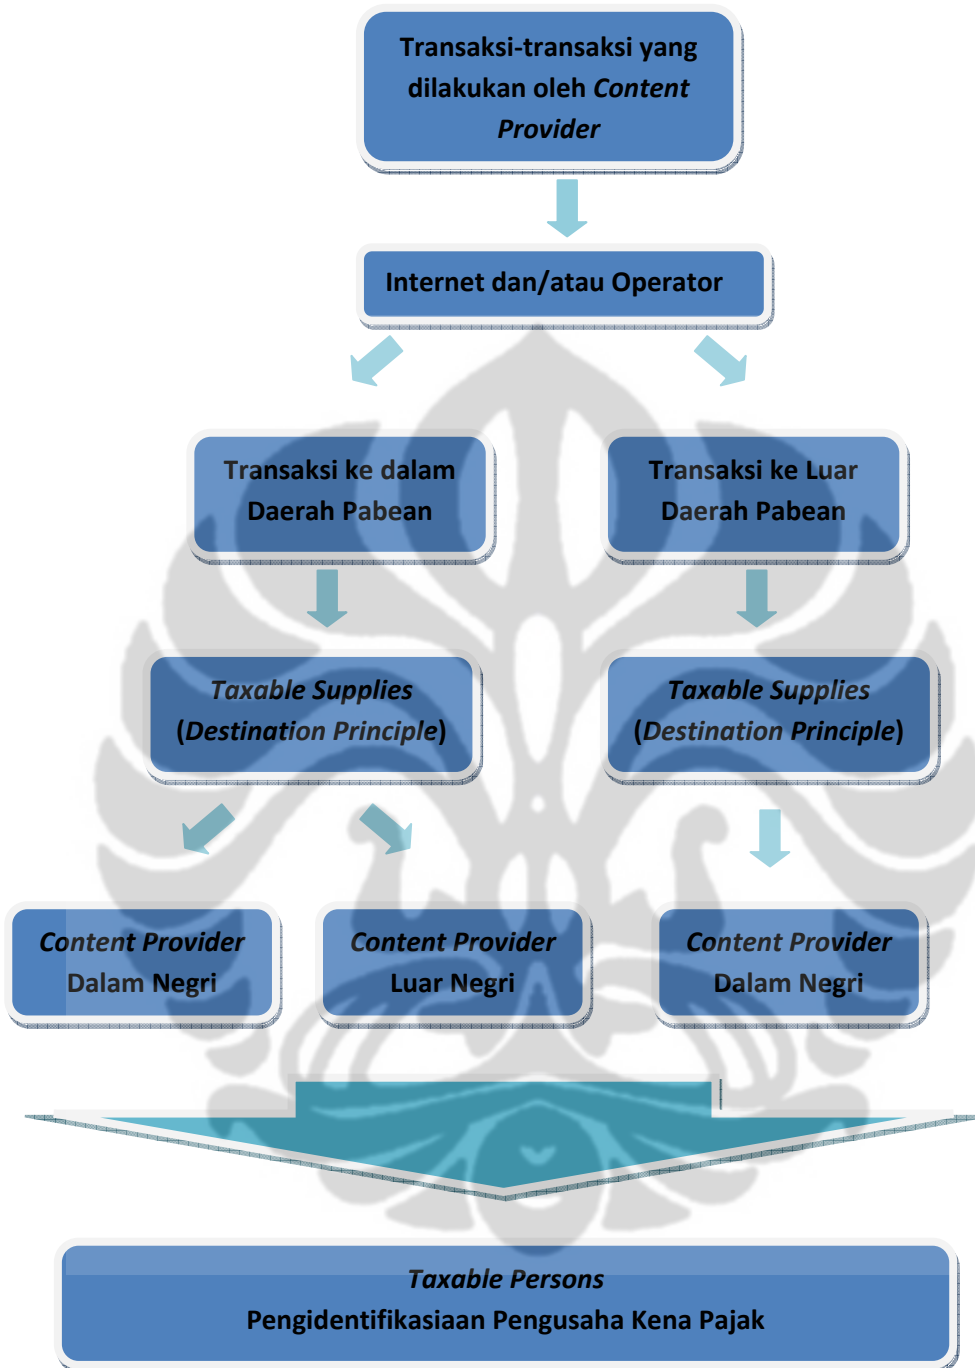 Transaksi-transaksi yang
dilakukan oleh Content
Provider
Internet dan/atau Operator
Transaksi ke dalam
Daerah Pabean
Transaksi ke Luar
Daerah Pabean
Taxable Supplies
(Destination Principle)
Taxable Supplies
(Destination Principle)
Content Provider
Dalam Negri
Content Provider
Luar Negri
Content Provider
Dalam Negri
Taxable Persons
Pengidentifikasiaan Pengusaha Kena Pajak